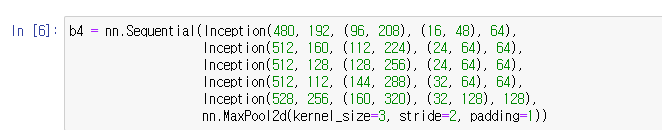 In [6]: b4 = nn.Sequential(Inception(480, 192, (96, 208), (16, 48), 64),
Inception(512, 160, (112, 224), (24, 64), 64),
Inception(512, 128, (128, 256), (24, 64), 64),
Inception(512, 112, (144, 288), (32, 64), 64),
Inception(528, 256, (160, 320), (32, 128), 128),
nn.MaxPool2d(kernel_size=3, stride=2, padding=1))